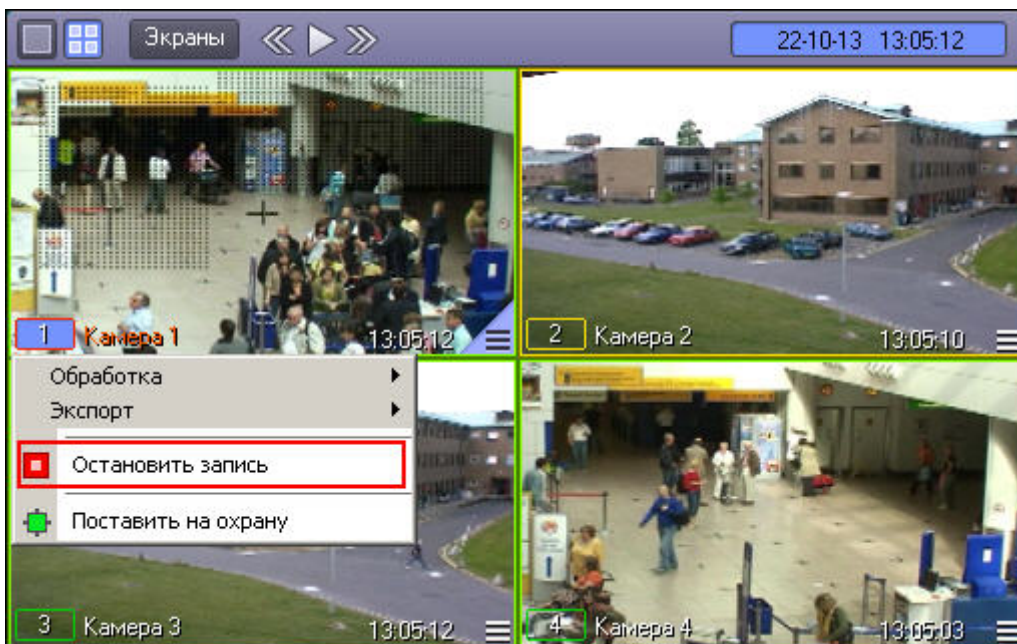 Экраны
22-10-13 13:05:12
1 Камера 1 13:05:12
2 Камера 2 13:05:10
Обработка
Экспорт
Остановить запись
Поставить на охрану
3 Камера 3 13:05:12
4 Камера 4 13:05:03